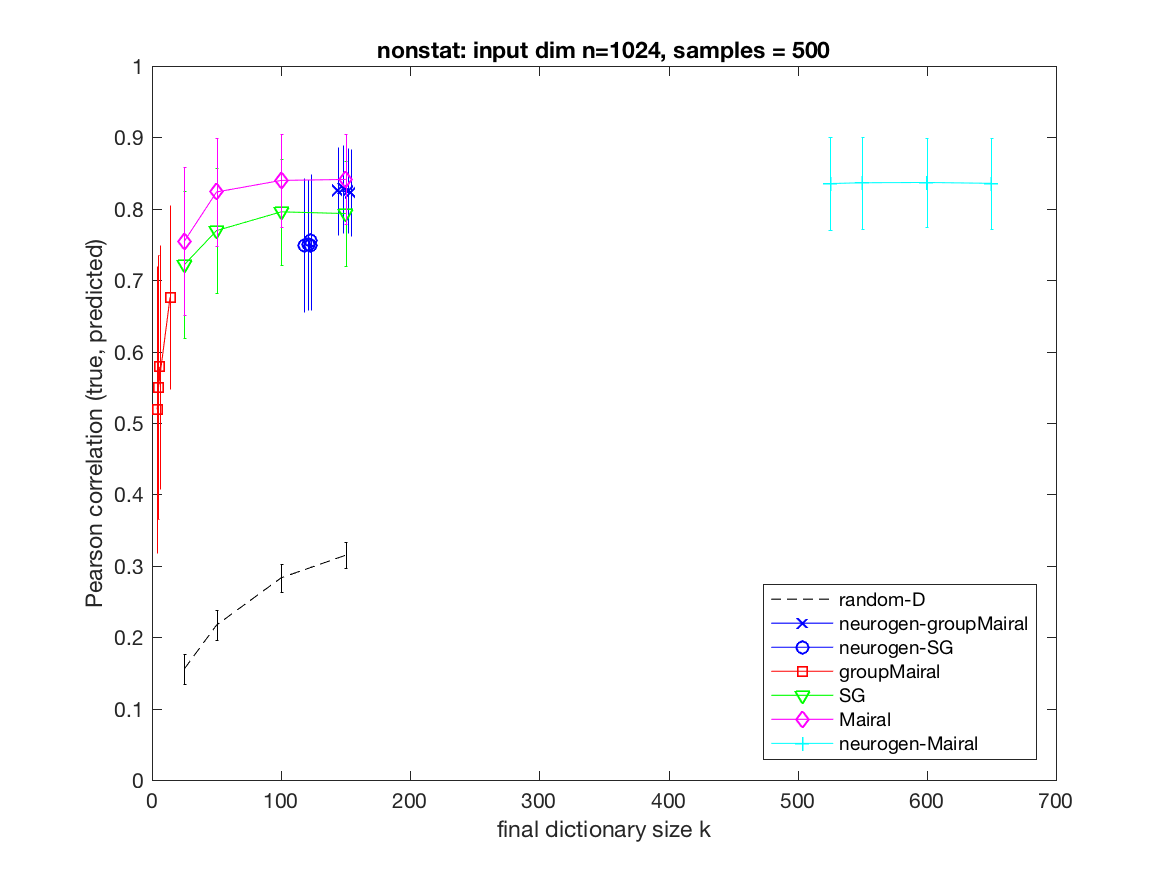 nonstat: input dim n=1024, samples = 500
1
0.9
0.8
0.7
0.6
0.5
0.4
0.3
0.2
0.1
0
Pearson correlation (true, predicted)
random-D
neurogen-groupMairal
neurogen-SG
groupMairal
SG
Mairal
neurogen-Mairal
0 100 200 300 400 500 600 700
final dictionary size k